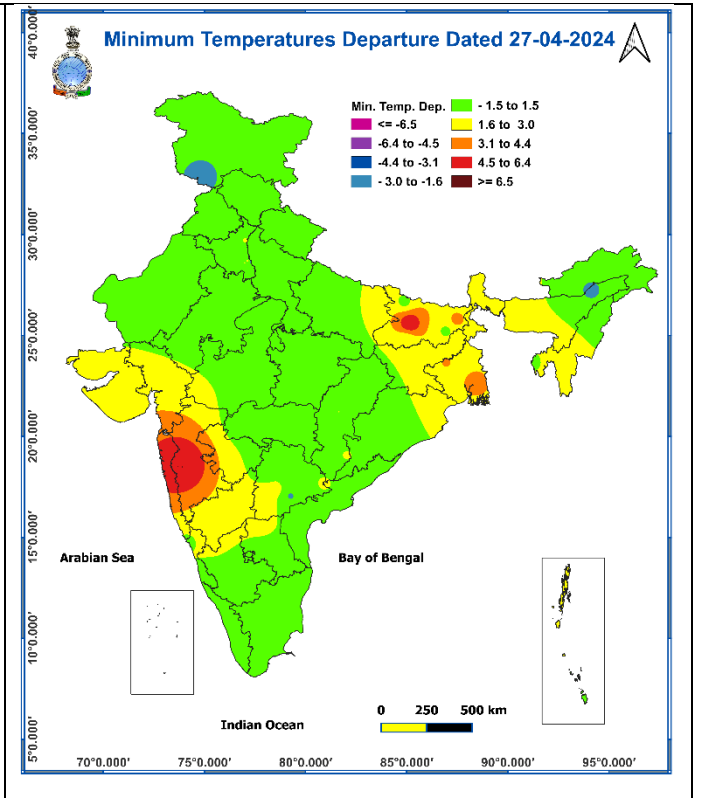 Minimum Temperatures Departure Dated 27-04-2024
Min. Temp. Dep.
<= -6.5
-6.4 to -4.5
-4.4 to -3.1
- 3.0 to -1.6
- 1.5 to 1.5
1.6 to 3.0
3.1 to 4.4
4.5 to 6.4
>= 6.5
40°0.000'
35°0.000'
30°0.000'
25°0.000'
20°0.000'
15°0.000'
10°0.000'
5°0.000'
Arabian Sea
Bay of Bengal
Indian Ocean
0 250 500 km
70°0.000' 75°0.000' 80°0.000' 85°0.000' 90°0.000' 95°0.000'